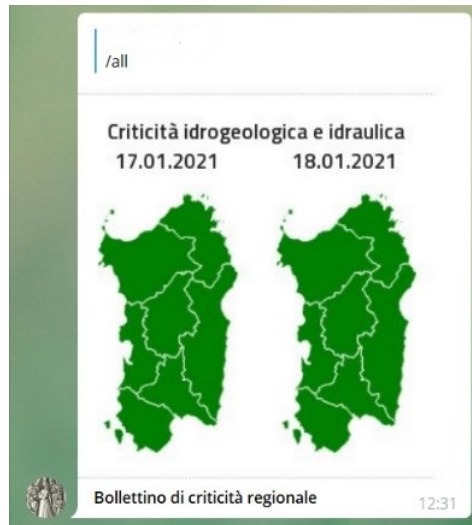 /all
Criticità idrogeologica e idraulica
17.01.2021 18.01.2021
Bollettino di criticità regionale
12:31